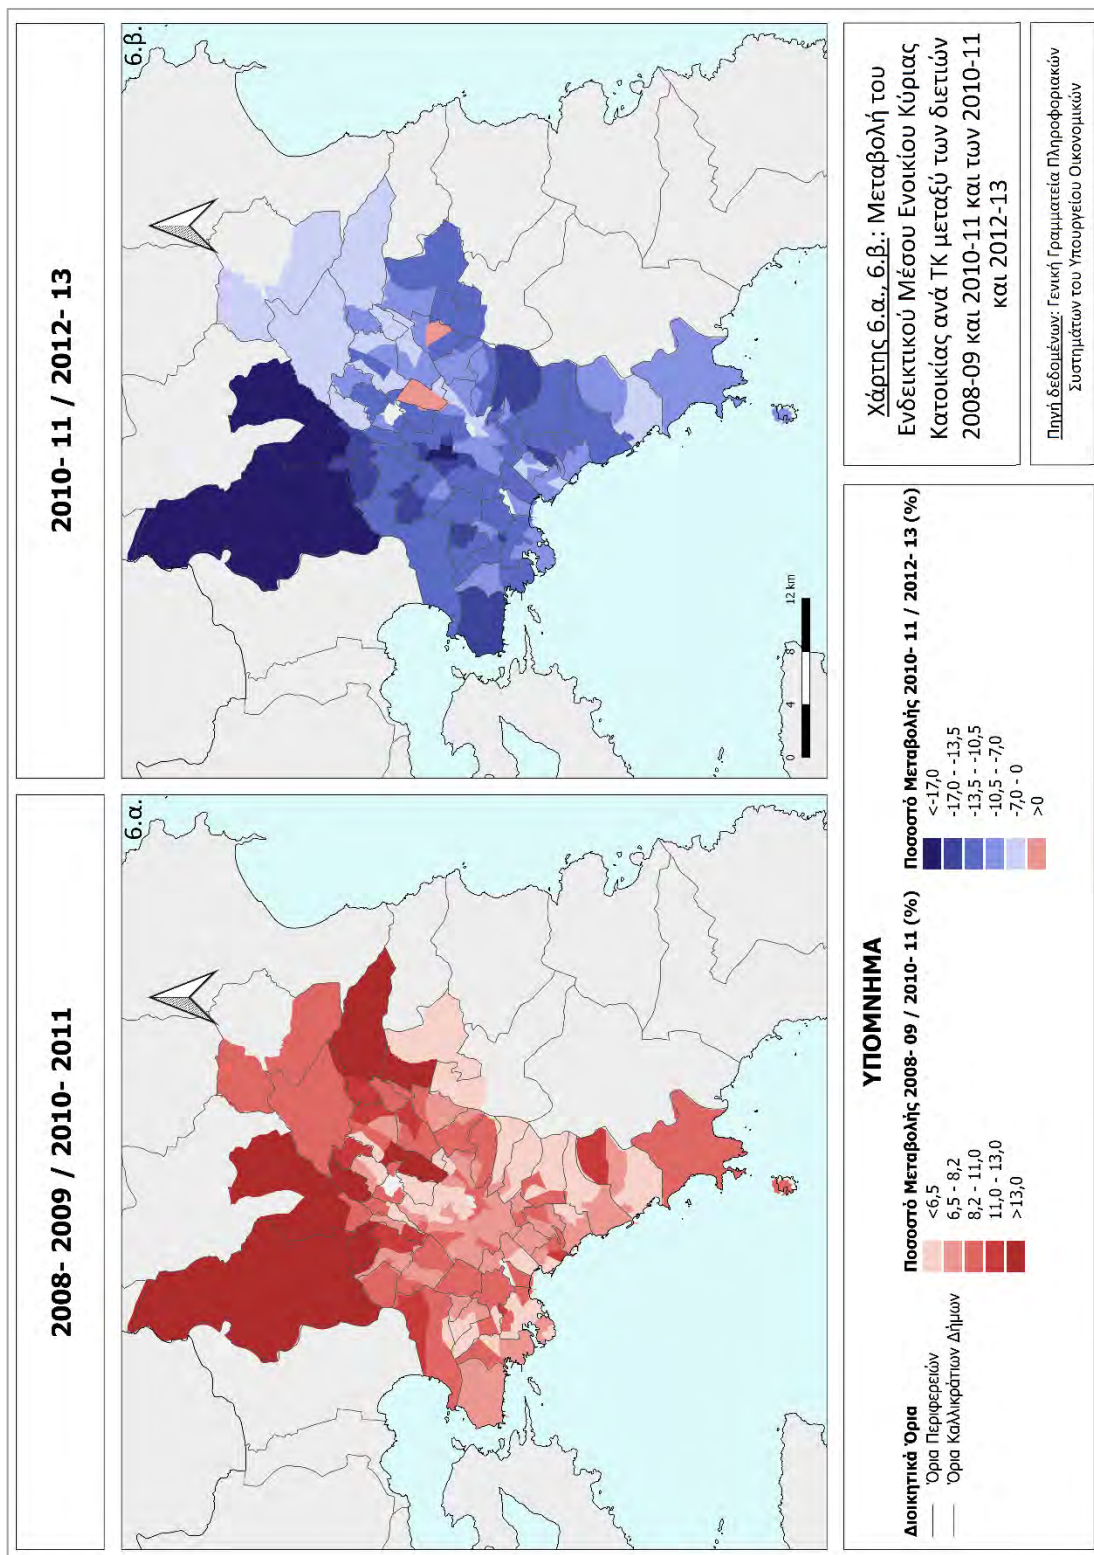 2008- 2009 / 2010- 2011
2010- 11 / 2012- 13
6.α.
6.β.
0 4 8 12 km
ΥΠΟΜΝΗΜΑ
Διοικητικά Όρια
Όρια Περιφερειών
Όρια Καλλικράτιων Δήμων
Ποσοστό Μεταβολής 2008- 09 / 2010- 11 (%)
<6,5
6,5 - 8,2
8,2 - 11,0
11,0 - 13,0
>13,0
Ποσοστό Μεταβολής 2010- 11 / 2012- 13 (%)
<-17,0
-17,0 - -13,5
-13,5 - -10,5
-10,5 - -7,0
-7,0 - 0
>0
Χάρτης 6.α., 6.β.: Μεταβολή του
Ενδεικτικού Μέσου Ενοικίου Κύριας
Κατοικίας ανά ΤΚ μεταξύ των διετιών
2008-09 και 2010-11 και των 2010-11
και 2012-13
Πηγή δεδομένων: Γενική Γραμματεία Πληροφοριακών
Συστημάτων του Υπουργείου Οικονομικών